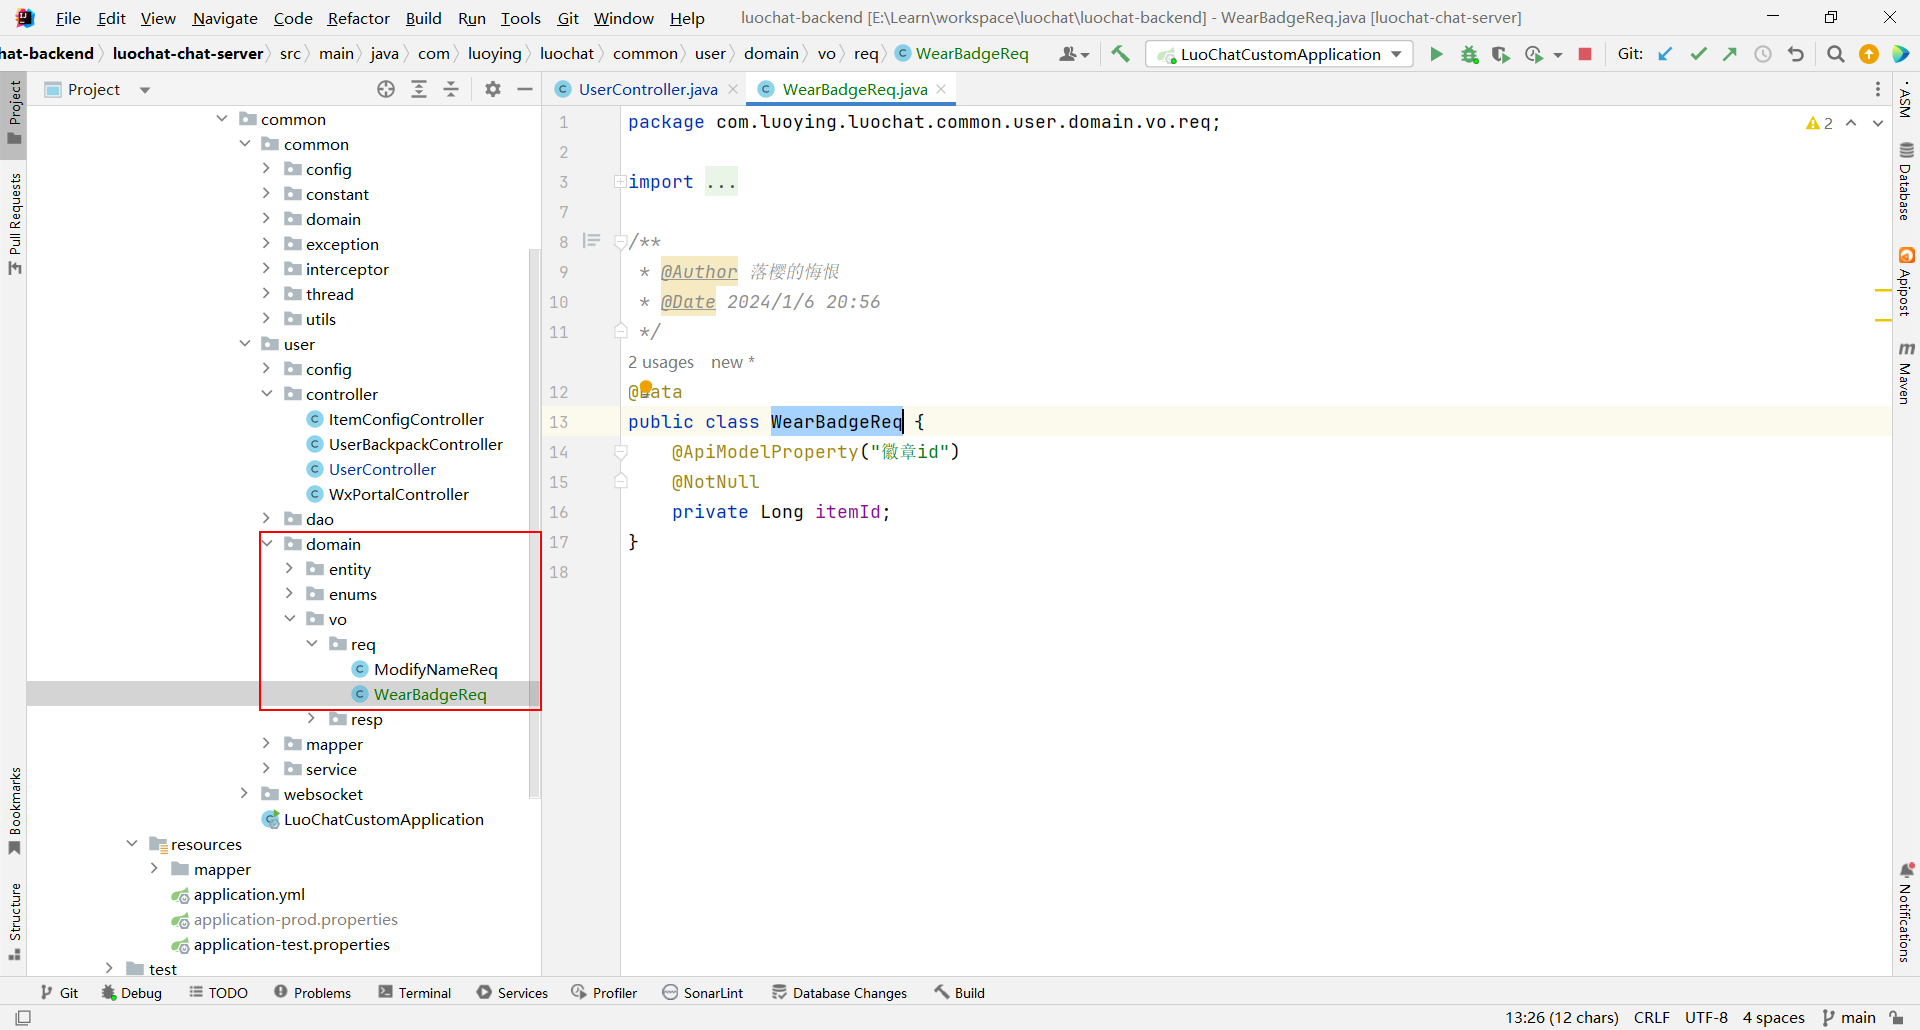 File Edit View Navigate Code Refactor Build Run Tools Git Window Help luochat-backend [E:\Learn\workspace\luochat\luochat-backend] - WearBadgeReq.java [luochat-chat-server]
hat-backend luochat-chat-server src main java com luoying luochat common user domain vo req WearBadgeReq LuoChatCustomApplication Git:
Project
UserController.java WearBadgeReq.java
Project
Pull Requests
Bookmarks
Structure
common
common
config
constant
domain
exception
interceptor
thread
utils
user
config
controller
ItemConfigController
UserBackpackController
UserController
WxPortalController
dao
domain
entity
enums
vo
req
ModifyNameReq
WearBadgeReq
resp
mapper
service
websocket
LuoChatCustomApplication
resources
mapper
application.yml
application-prod.properties
application-test.properties
test
1 package com.luoying.luochat.common.user.domain.vo.req;
2
3 import ...
7
8 /**
9 * @Author 落樱的悔恨
10 * @Date 2024/1/6 20:56
11 */
2 usages new *
12 @Data
13 public class WearBadgeReq {
14 @ApiModelProperty("徽章id")
15 @NotNull
16 private Long itemId;
17 }
18
2
ASM
Database
Apipost
Maven
Notifications
Git Debug TODO Problems Terminal Services Profiler SonarLint Database Changes Build
13:26 (12 chars) CRLF UTF-8 4 spaces main